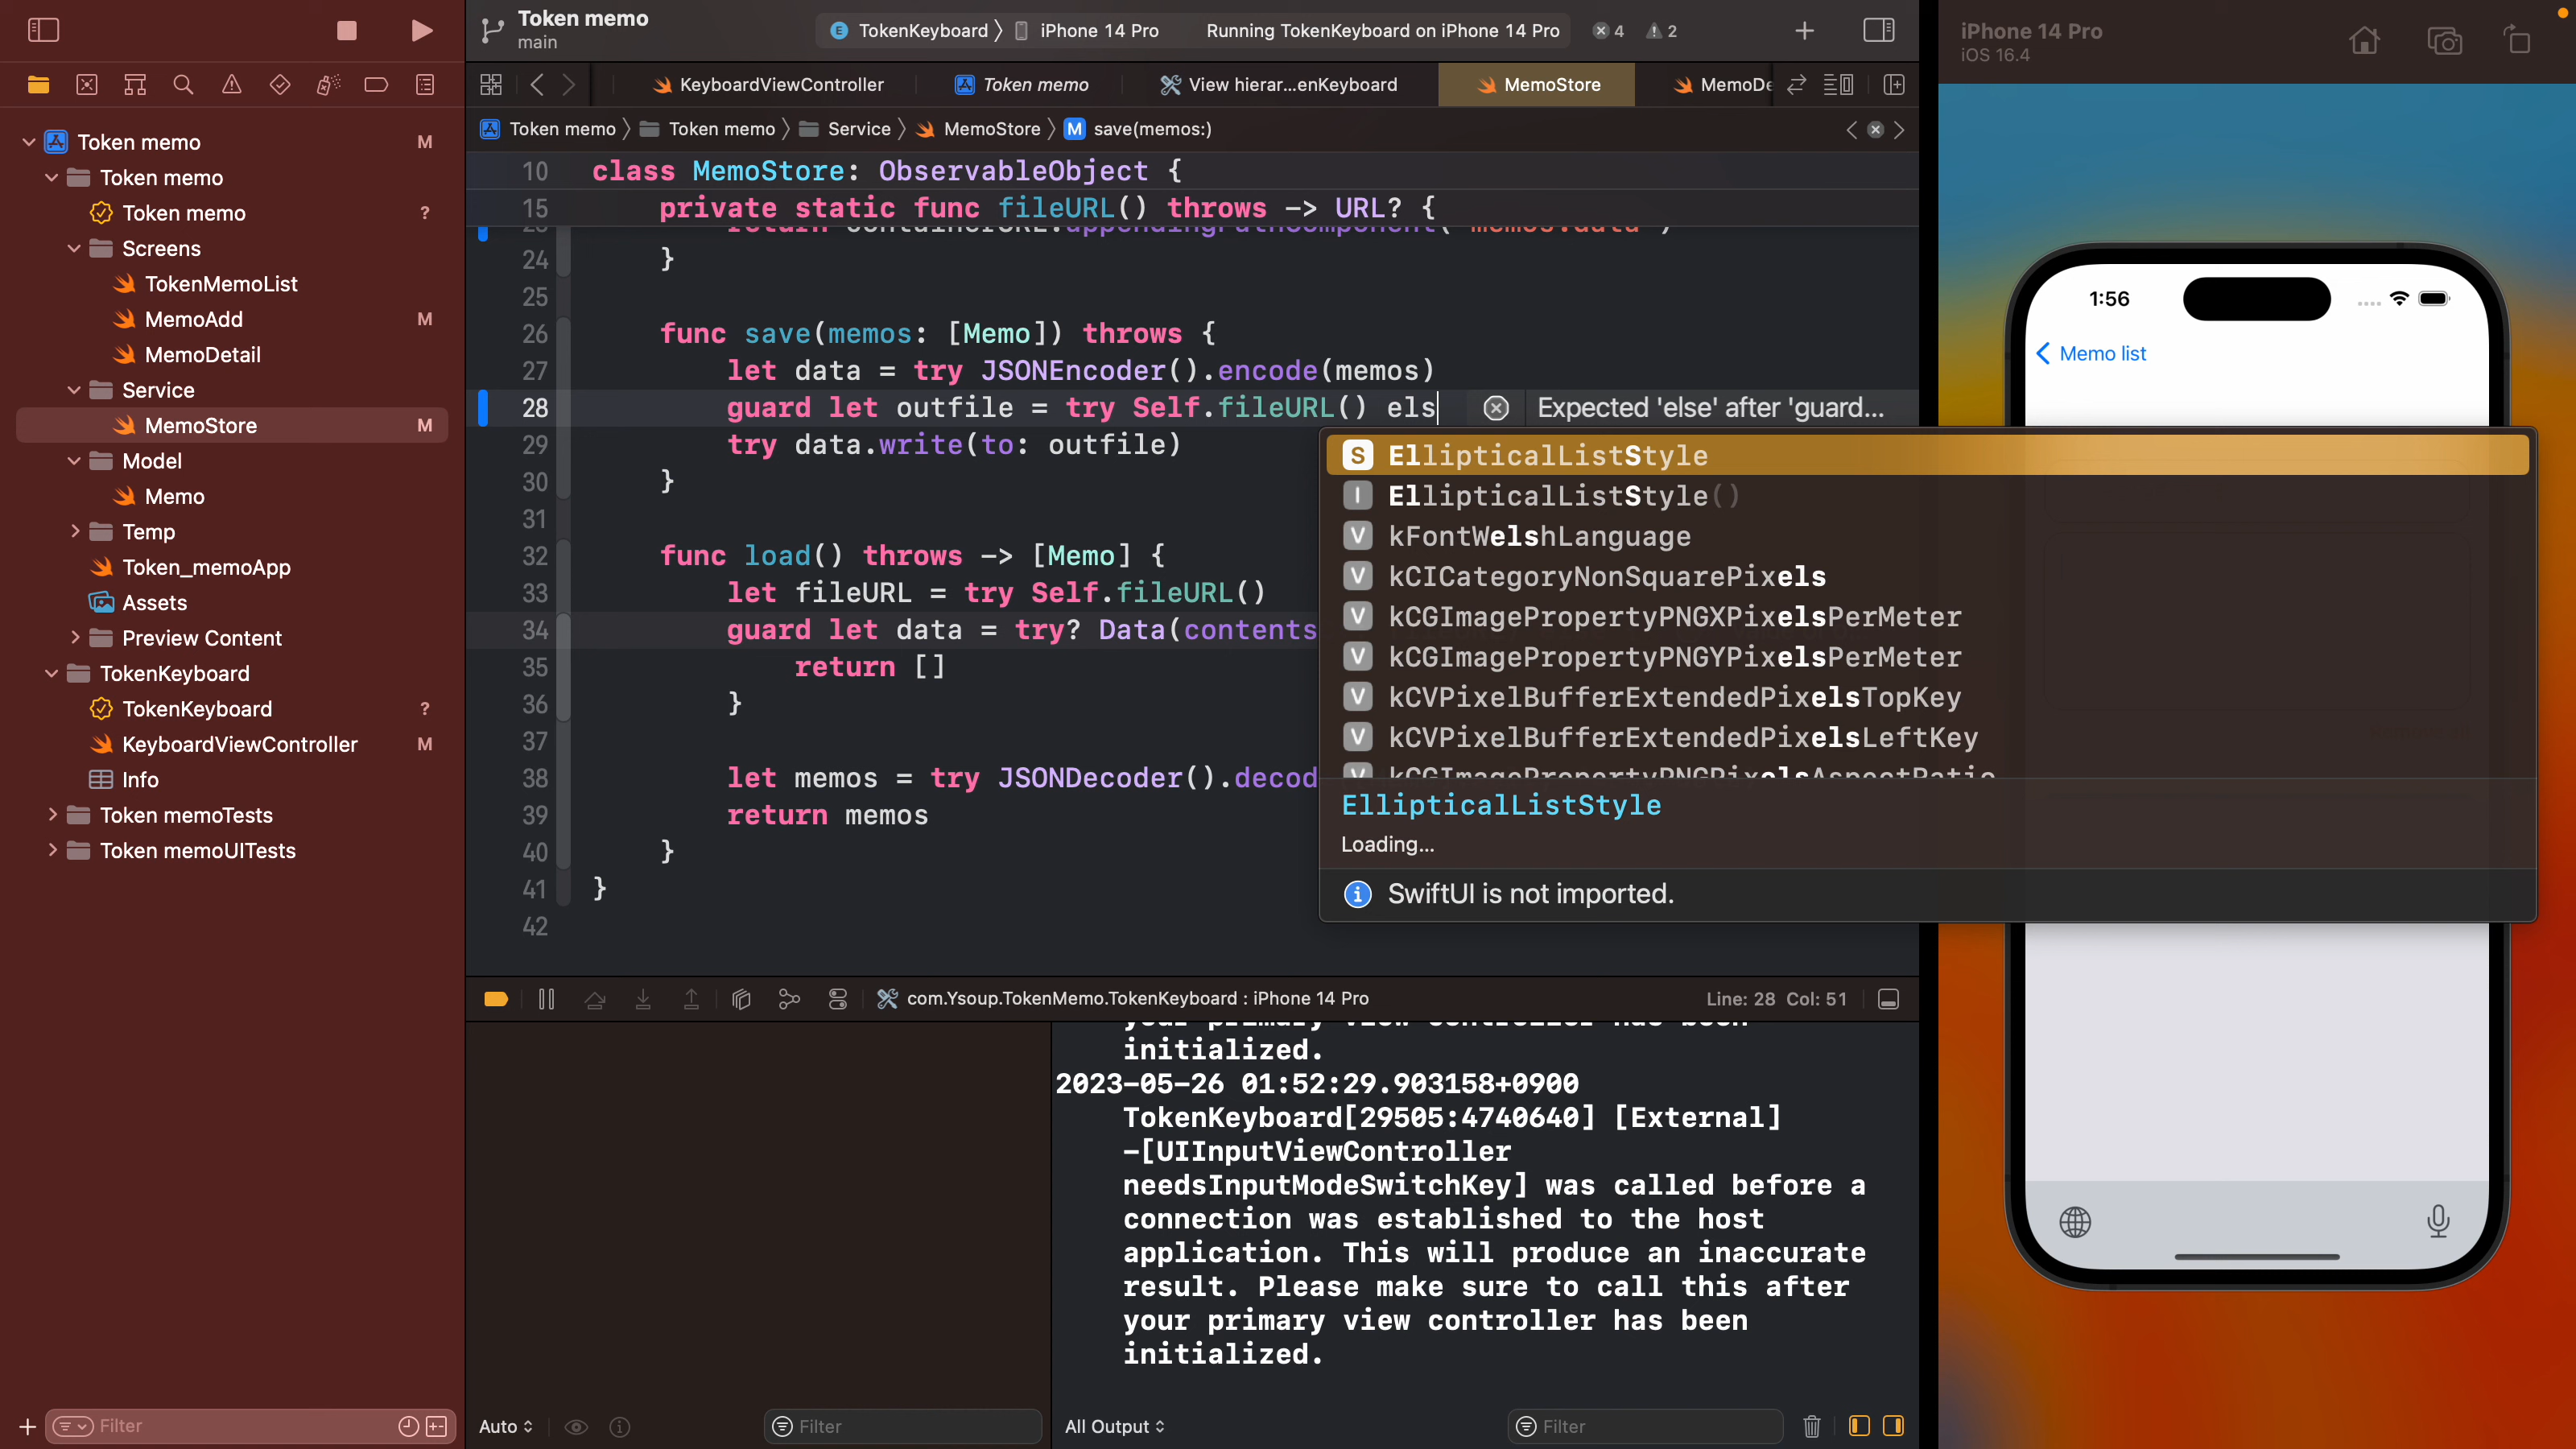 Token memo
main
TokenKeyboard 〉 iPhone 14 Pro
Running TokenKeyboard on iPhone 14 Pro
4
2
iPhone 14 Pro
iOS 16.4
KeyboardViewController
Token memo
View hierar...enKeyboard
MemoStore
MemoDe
Token memo 〉 Token memo 〉 Service 〉 MemoStore 〉 M save(memos:)
Token memo M
Token memo
Token memo ?
Screens
TokenMemoList
MemoAdd M
MemoDetail
Service
MemoStore M
Model
Memo
Temp
Token_memoApp
Assets
Preview Content
TokenKeyboard
TokenKeyboard ?
KeyboardViewController M
Info
Token memoTests
Token memoUITests
Filter
10 class MemoStore: ObservableObject {
15 private static func fileURL() throws -> URL? {
24 }
25
26 func save(memos: [Memo]) throws {
27 let data = try JSONEncoder().encode(memos)
28 guard let outfile = try Self.fileURL() els
Expected 'else' after 'guard...
29 try data.write(to: outfile)
30 }
31
32 func load() throws -> [Memo] {
33 let fileURL = try Self.fileURL()
34 guard let data = try? Data(contents
35 return []
36 }
37
38 let memos = try JSONDecoder().decod
39 return memos
40 }
41 }
42
S EllipticalListStyle
I EllipticalListStyle()
V kFontWelshLanguage
V kCICategoryNonSquarePixels
V kCGImagePropertyPNGXPixelsPerMeter
V kCGImagePropertyPNGYPixelsPerMeter
V kCVPixelBufferExtendedPixelsTopKey
V kCVPixelBufferExtendedPixelsLeftKey
V kCGImagePropertyPNGPixelsAspectRatio
EllipticalListStyle
Loading...
SwiftUI is not imported.
1:56
Memo list
com.Ysoup.TokenMemo.TokenKeyboard : iPhone 14 Pro
Line: 28 Col: 51
your primary view controller has been
initialized.
2023-05-26 01:52:29.903158+0900
TokenKeyboard[29505:4740640] [External]
-[UIInputViewController
needsInputModeSwitchKey] was called before a
connection was established to the host
application. This will produce an inaccurate
result. Please make sure to call this after
your primary view controller has been
initialized.
Auto
Filter
All Output
Filter